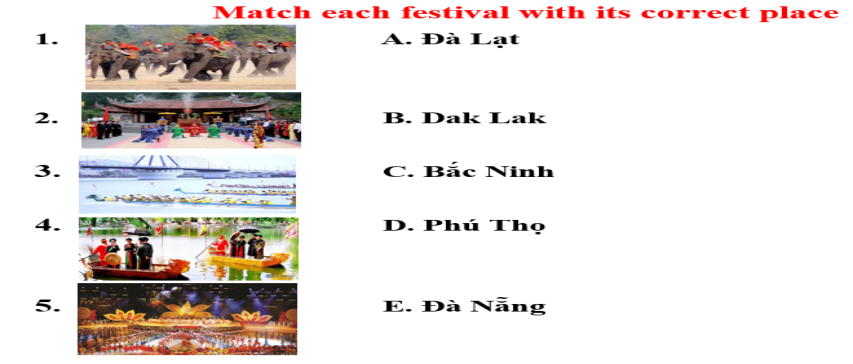 Match each festival with its correct place
1. A. Đà Lạt
2. B. Dak Lak
3. C. Bắc Ninh
4. D. Phú Thọ
5. E. Đà Nẵng